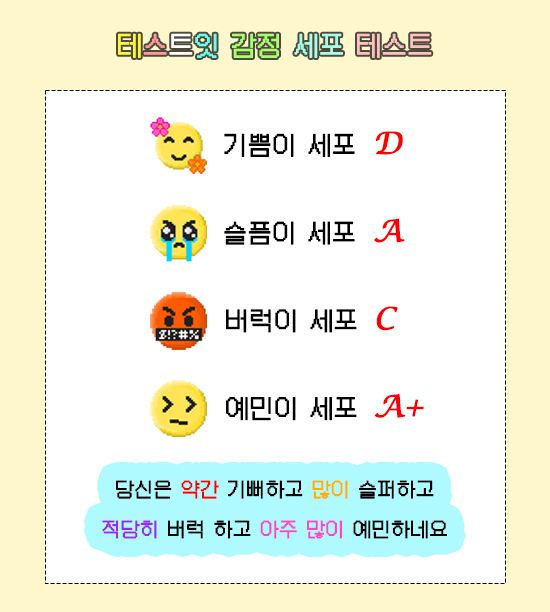 테스트잇 감정 세포 테스트
기쁨이 세포 D
슬픔이 세포 A
버럭이 세포 C
$!?#%
예민이 세포 A+
당신은 약간 기뻐하고 많이 슬퍼하고
적당히 버럭 하고 아주 많이 예민하네요